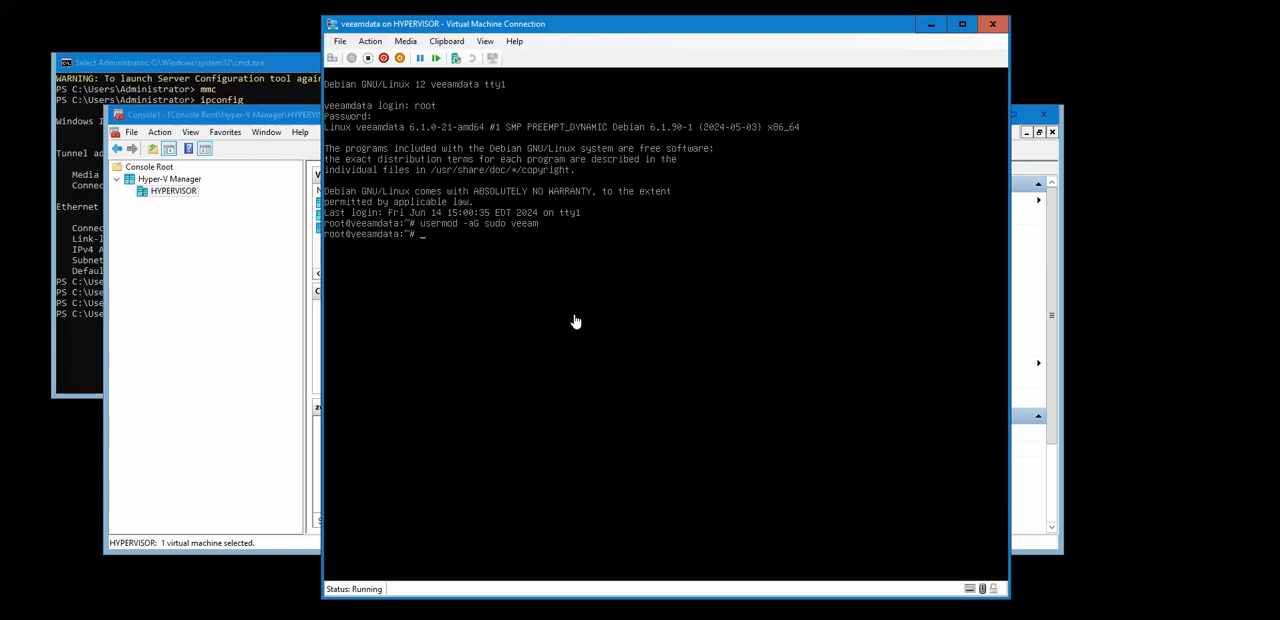 veeamdata on HYPERVISOR - Virtual Machine Connection
File Action Media Clipboard View Help
Debian GNU/Linux 12 veeamdata tty1
veeamdata login: root
Password:
Linux veeamdata 6.1.0-21-amd64 #1 SMP PREEMPT_DYNAMIC Debian 6.1.90-1 (2024-05-03) x86_64
The programs included with the Debian GNU/Linux system are free software;
the exact distribution terms for each program are described in the
individual files in /usr/share/doc/*/copyright.
Debian GNU/Linux comes with ABSOLUTELY NO WARRANTY, to the extent
permitted by applicable law.
Last login: Fri Jun 14 15:00:35 EDT 2024 on tty1
root@veeamdata:~# usermod -aG sudo veeam
root@veeamdata:~# _
Status: Running
Select Administrator: C:\Windows\system32\cmd.exe
WARNING: To launch Server Configuration tool again
PS C:\Users\Administrator> mmc
PS C:\Users\Administrator> ipconfig
Windows I
Tunnel ad
Media
Connec
Ethernet
Connec
Link-l
IPv4 A
Subnet
Defaul
PS C:\Use
PS C:\Use
PS C:\Use
PS C:\Use
Console1 - [Console Root\Hyper-V Manager\HYPERVIS
File Action View Favorites Window Help
Console Root
Hyper-V Manager
HYPERVISOR
HYPERVISOR: 1 virtual machine selected.